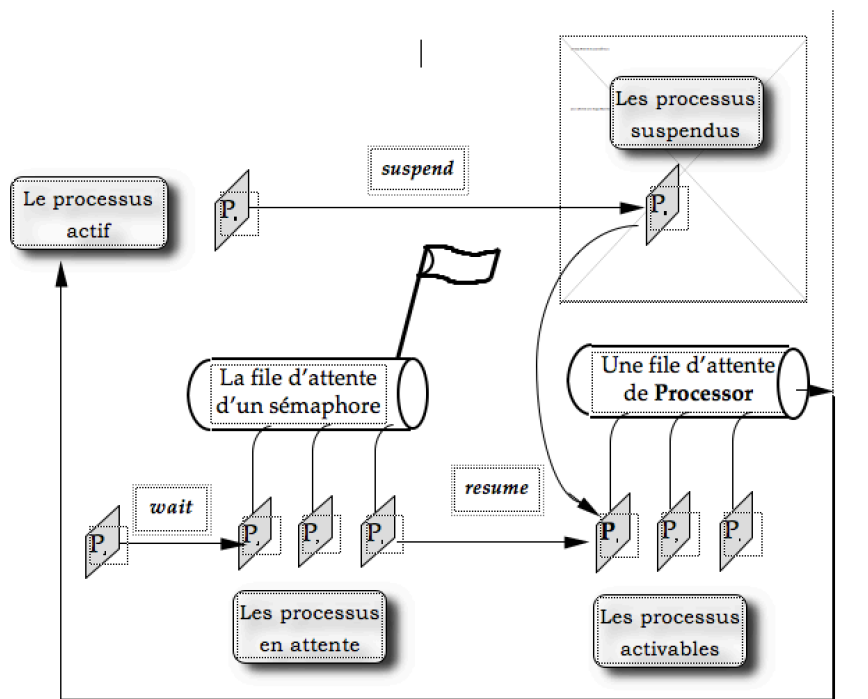 Les processus
suspendus
suspend
Le processus
actif
P.
P.
La file d'attente
d'un sémaphore
Une file d'attente
de Processor
wait
resume
P
P
P
P
P
P
P
Les processus
en attente
Les processus
activables